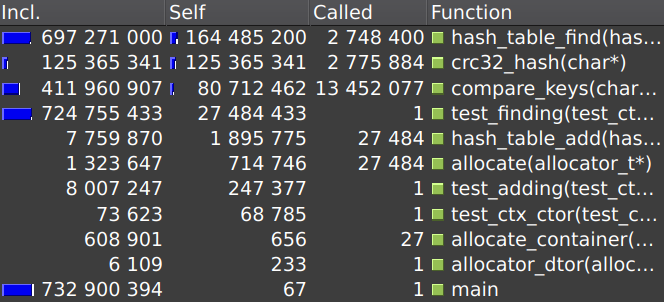 Incl. Self Called Function
697 271 000 164 485 200 2 748 400 hash_table_find(has...
125 365 341 125 365 341 2 775 884 crc32_hash(char*)
411 960 907 80 712 462 13 452 077 compare_keys(char...
724 755 433 27 484 433 1 test_finding(test_ct...
7 759 870 1 895 775 27 484 hash_table_add(has...
1 323 647 714 746 27 484 allocate(allocator_t*)
8 007 247 247 377 1 test_adding(test_ct...
73 623 68 785 1 test_ctx_ctor(test_c...
608 901 656 27 allocate_container(...
6 109 233 1 allocator_dtor(alloc...
732 900 394 67 1 main